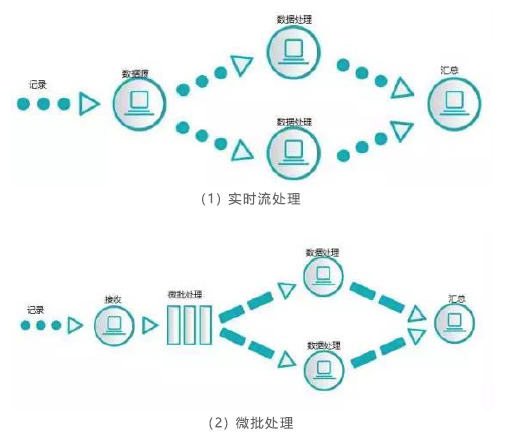 数据处理
记录
数据源
汇总
数据处理
(1) 实时流处理
数据处理
记录
接收
微批处理
汇总
数据处理
(2) 微批处理